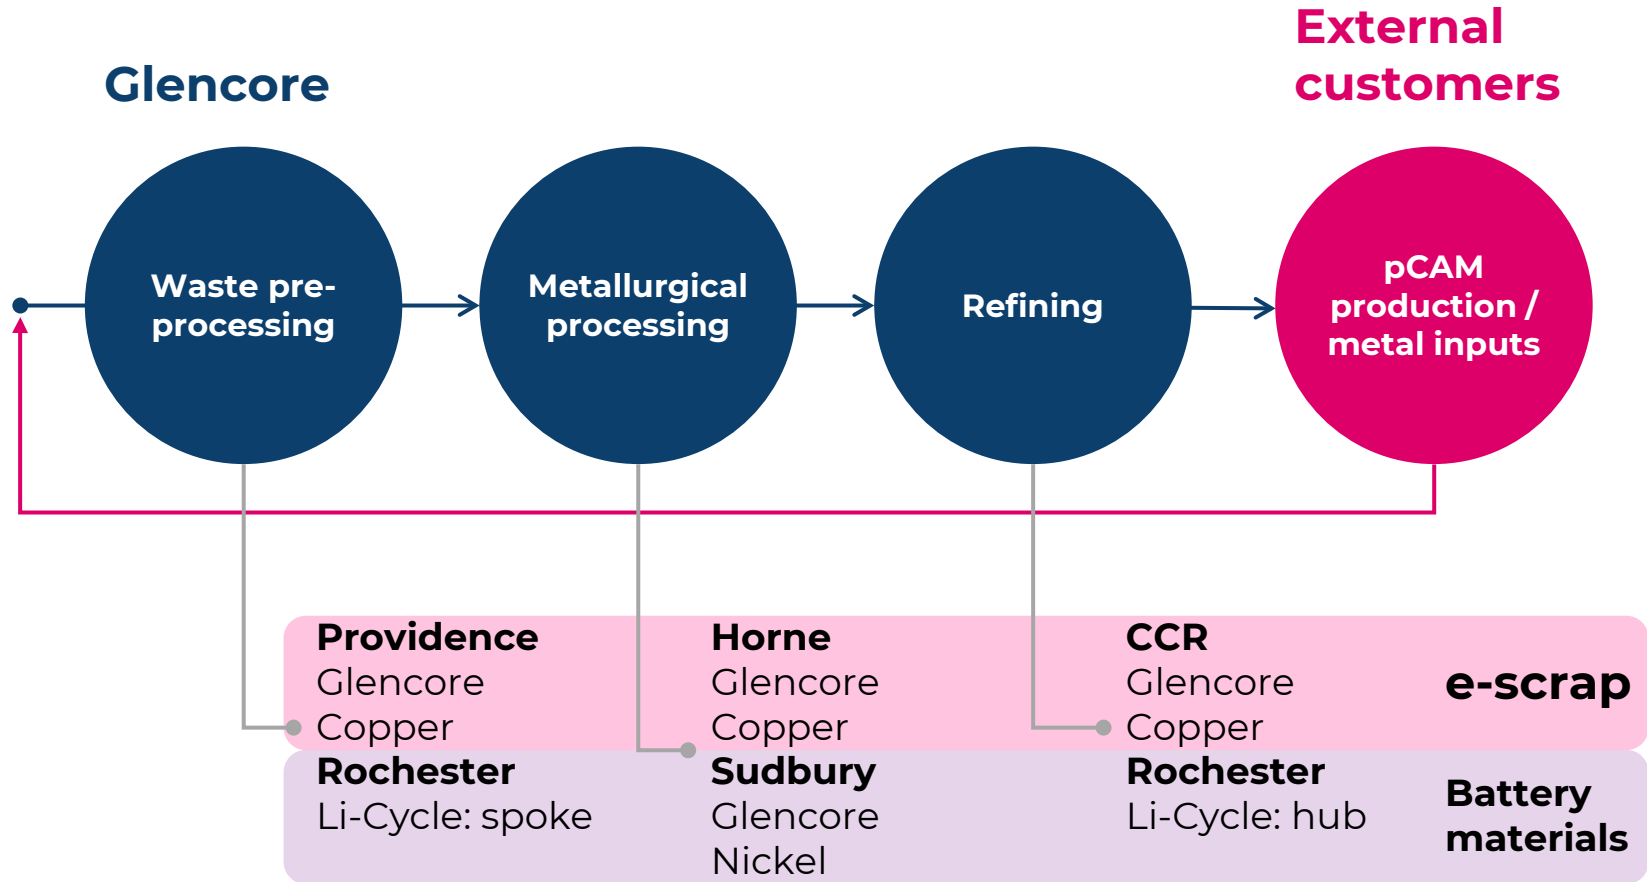 Glencore
External
customers
Waste pre-
processing
Metallurgical
processing
Refining
pCAM
production /
metal inputs
Providence
Glencore
Copper
Horne
Glencore
Copper
CCR
Glencore
Copper
e-scrap
Rochester
Li-Cycle: spoke
Sudbury
Glencore
Nickel
Rochester
Li-Cycle: hub
Battery
materials